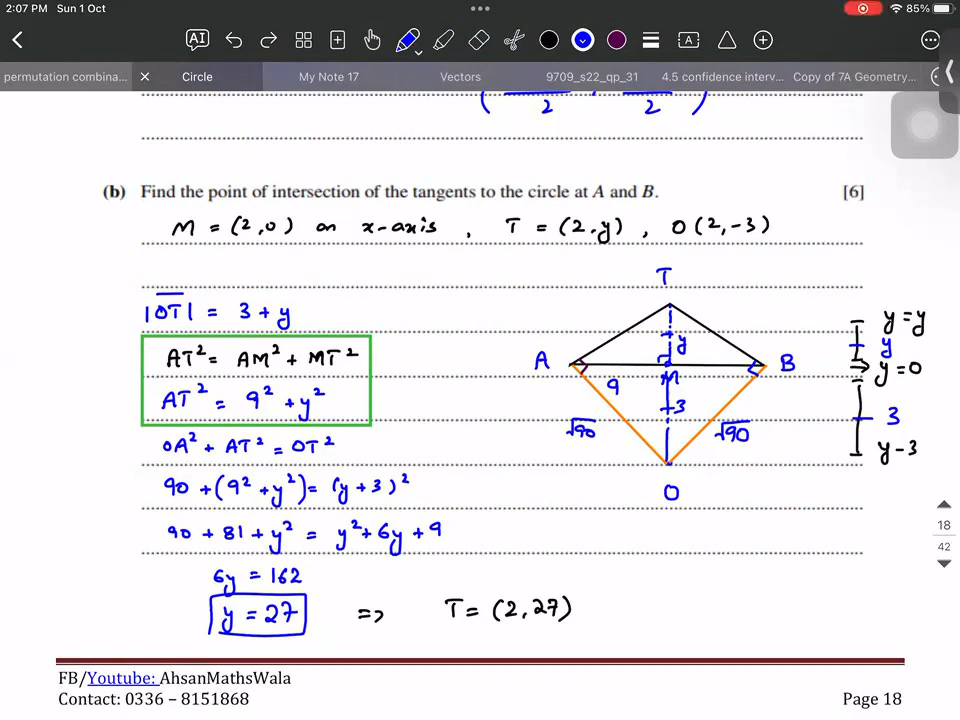 2:07 PM Sun 1 Oct
85%
AI
A
permutation combina...
Circle
My Note 17
Vectors
9709_s22_qp_31
4.5 confidence interv...
Copy of 7A Geometry...
( 2 , 2 )
(b) Find the point of intersection of the tangents to the circle at A and B. [6]
M = (2,0) on x-axis , T = (2,y) , O(2,-3)
|OT| = 3 + y
AT² = AM² + MT²
AT² = 9² + y²
OA² + AT² = OT²
90 + (9² + y²) = (y + 3)²
90 + 81 + y² = y² + 6y + 9
6y = 162
y = 27 => T = (2, 27)
T
y
A
M
B
9
3
√90
√90
O
y = y
y
y = 0
3
y - 3
18
42
FB/Youtube: AhsanMathsWala
Contact: 0336 – 8151868
Page 18